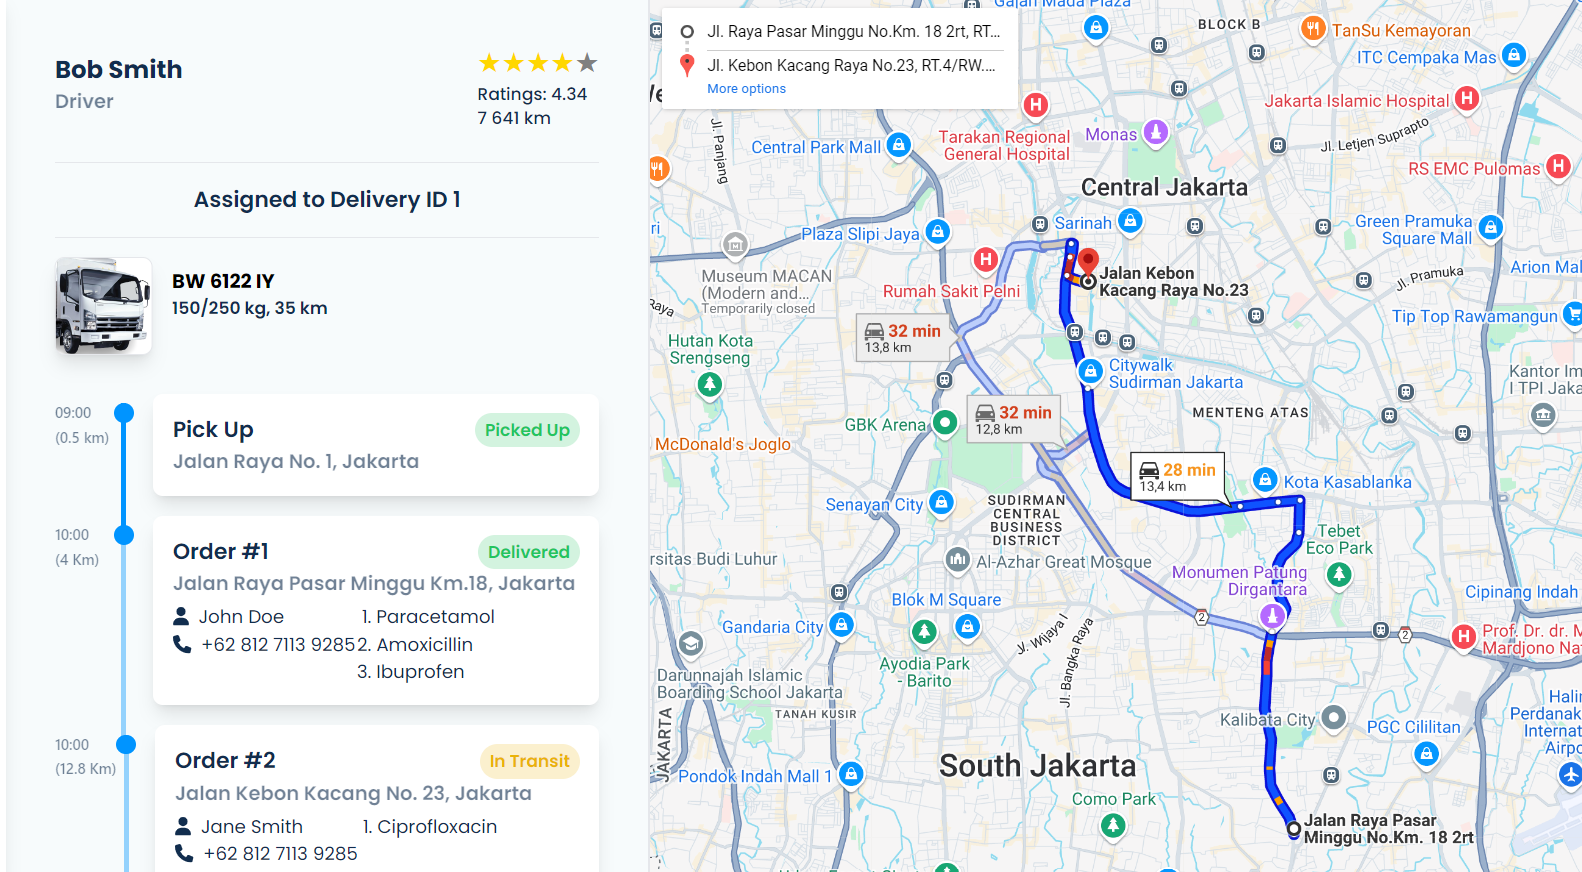 Bob Smith
Driver
Ratings: 4.34
7 641 km
Assigned to Delivery ID 1
BW 6122 IY
150/250 kg, 35 km
09:00
(0.5 km)
Pick Up
Picked Up
Jalan Raya No. 1, Jakarta
10:00
(4 Km)
Order #1
Delivered
Jalan Raya Pasar Minggu Km.18, Jakarta
John Doe
1. Paracetamol
+62 812 7113 9285
2. Amoxicillin
3. Ibuprofen
10:00
(12.8 Km)
Order #2
In Transit
Jalan Kebon Kacang No. 23, Jakarta
Jane Smith
1. Ciprofloxacin
+62 812 7113 9285
Jl. Raya Pasar Minggu No.Km. 18 2rt, RT...
Jl. Kebon Kacang Raya No.23, RT.4/RW....
More options
Gajah Mada Plaza
BLOCK B
TanSu Kemayoran
ITC Cempaka Mas
Jakarta Islamic Hospital
Jl. Letjen Suprapto
RS EMC Pulomas
Tarakan Regional
General Hospital
Monas
Jl. Panjang
Central Park Mall
Central Jakarta
Sarinah
Green Pramuka
Square Mall
Plaza Slipi Jaya
ri
Museum MACAN
(Modern and...
Temporarily closed
Rumah Sakit Pelni
Jalan Kebon
Kacang Raya No.23
Jl. Pramuka
Arion Mal
Raya
Tip Top Rawamangun
32 min
13,8 km
Hutan Kota
Srengseng
Citywalk
Sudirman Jakarta
Kantor Im
I TPI Jaka
32 min
12,8 km
MENTENG ATAS
GBK Arena
McDonald's Joglo
28 min
13,4 km
Kota Kasablanka
Senayan City
SUDIRMAN
CENTRAL
BUSINESS
DISTRICT
Tebet
Eco Park
rsitas Budi Luhur
Al-Azhar Great Mosque
Monumen Patung
Dirgantara
Cipinang Indah
Blok M Square
Gandaria City
2
2
Prof. Dr. dr. M
Mardjono Na
Jl. Wijaya I
Jl. Bangka Raya
Ayodia Park
- Barito
Darunnajah Islamic
Boarding School Jakarta
TANAH KUSIR
JAKARTA
Kalibata City
PGC Cililitan
Halir
Perdanak
Internat
Airpo
South Jakarta
Pondok Indah Mall 1
Como Park
Jalan Raya Pasar
Minggu No.Km. 18 2rt